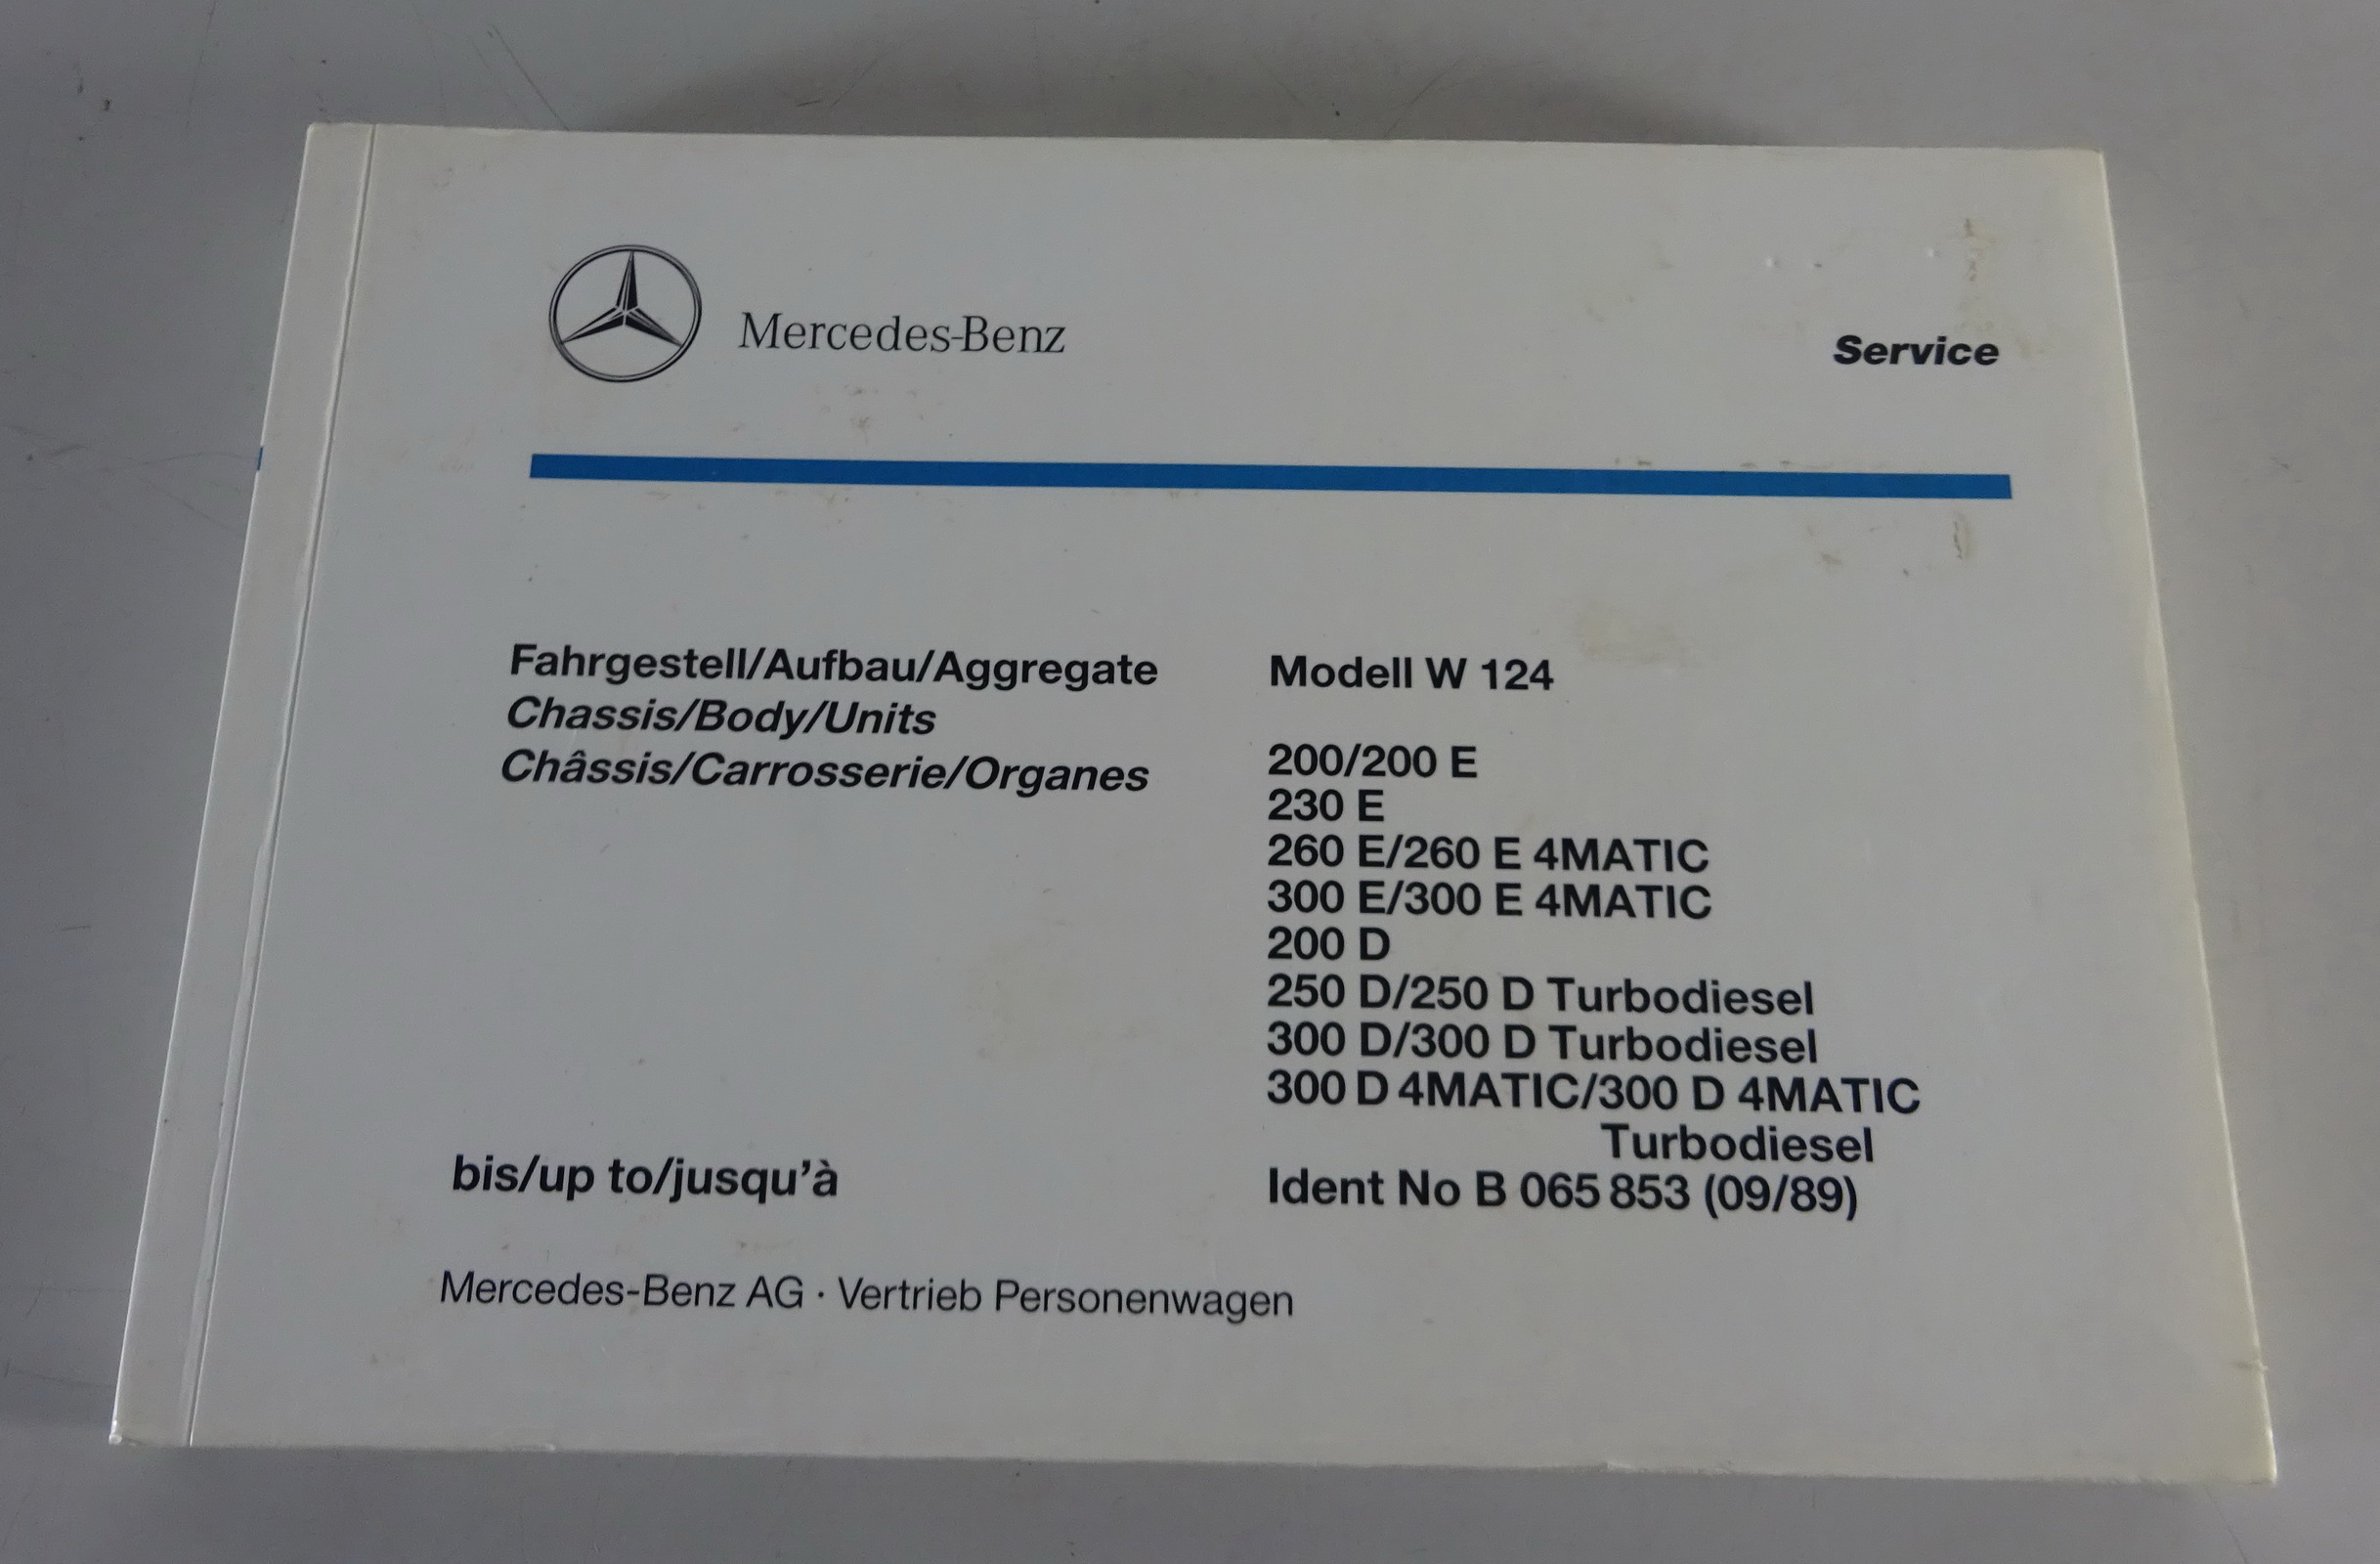 Mercedes-Benz
Service
Fahrgestell/Aufbau/Aggregate
Chassis/Body/Units
Châssis/Carrosserie/Organes
Modell W 124
200/200 E
230 E
260 E/260 E 4MATIC
300 E/300 E 4MATIC
200 D
250 D/250 D Turbodiesel
300 D/300 D Turbodiesel
300 D 4MATIC/300 D 4MATIC
Turbodiesel
bis/up to/jusqu'à
Ident No B 065 853 (09/89)
Mercedes-Benz AG · Vertrieb Personenwagen